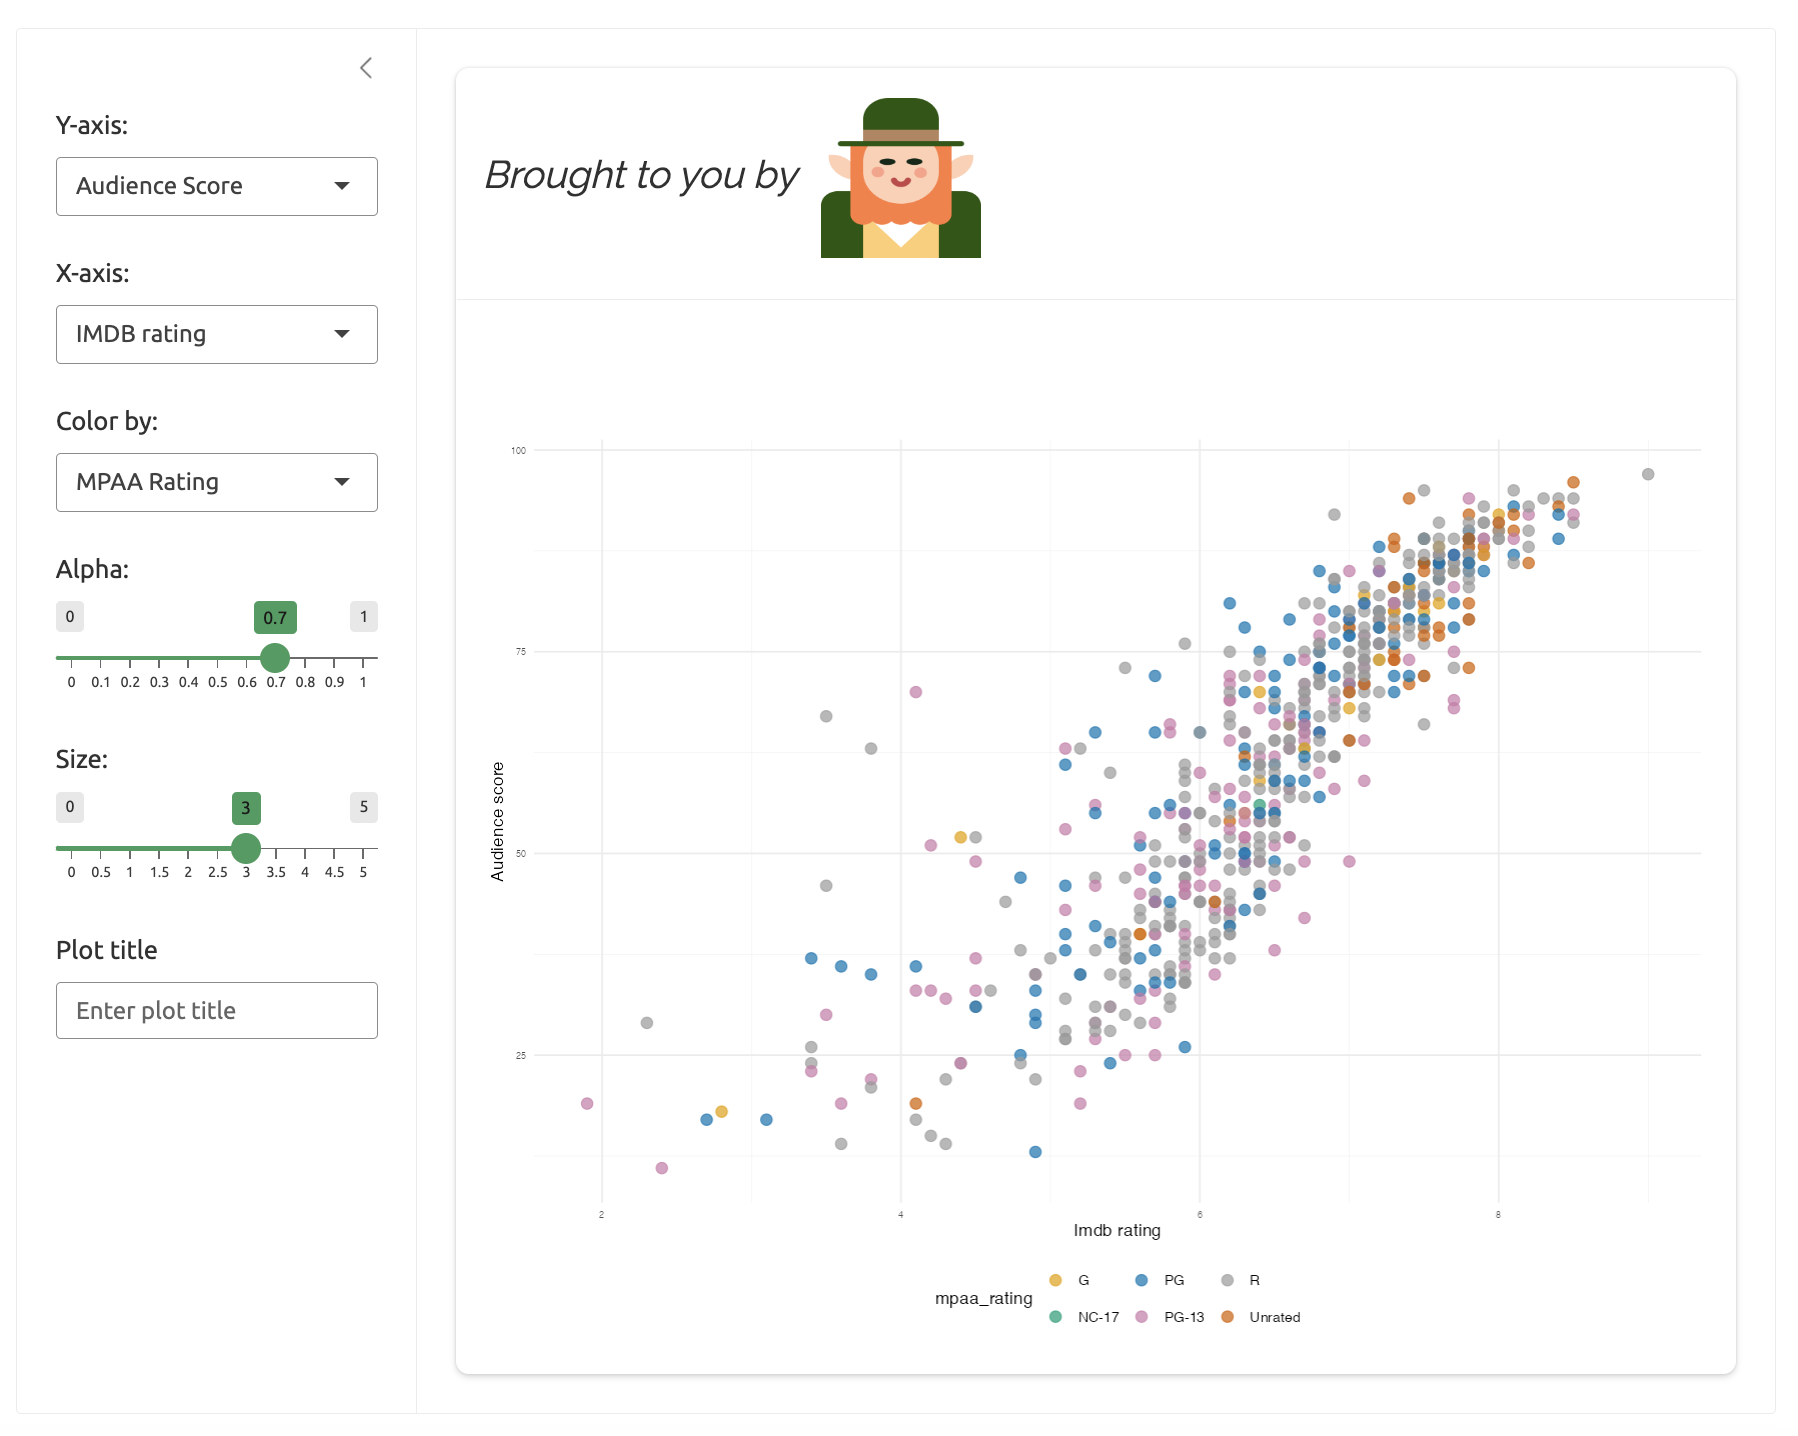 Y-axis:
Audience Score
X-axis:
IMDB rating
Color by:
MPAA Rating
Alpha:
0 0.7 1
0 0.1 0.2 0.3 0.4 0.5 0.6 0.7 0.8 0.9 1
Size:
0 3 5
0 0.5 1 1.5 2 2.5 3 3.5 4 4.5 5
Plot title
Enter plot title
Brought to you by
100
75
50
25
Audience score
2 4 6 8
Imdb rating
mpaa_rating
G PG R
NC-17 PG-13 Unrated